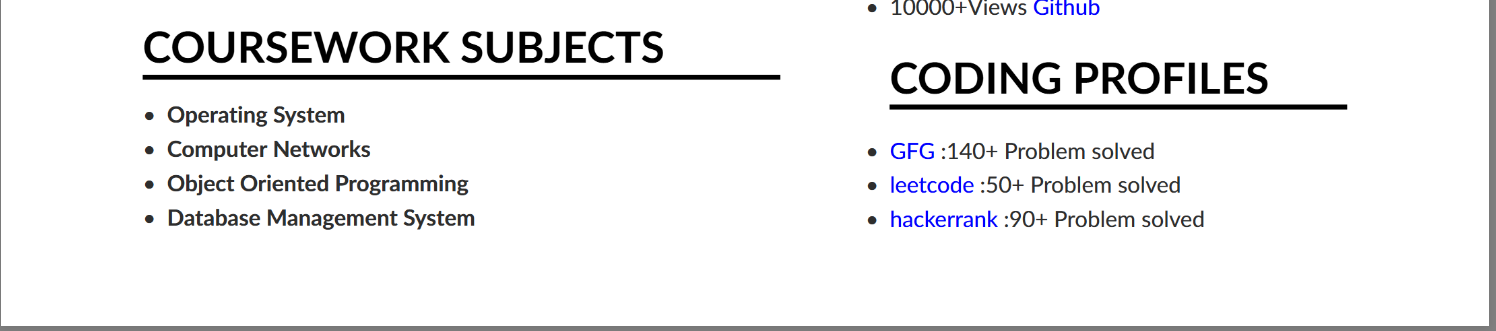 COURSEWORK SUBJECTS
• Operating System
• Computer Networks
• Object Oriented Programming
• Database Management System
• 10000+Views Github
CODING PROFILES
• GFG :140+ Problem solved
• leetcode :50+ Problem solved
• hackerrank :90+ Problem solved